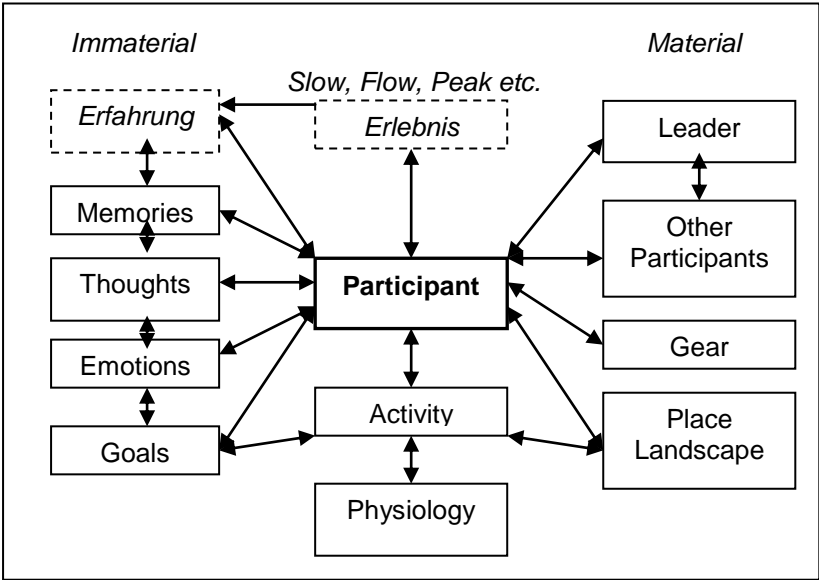 Immaterial
Material
Slow, Flow, Peak etc.
Erfahrung
Erlebnis
Leader
Memories
Other
Participants
Thoughts
Participant
Emotions
Gear
Activity
Place
Landscape
Goals
Physiology